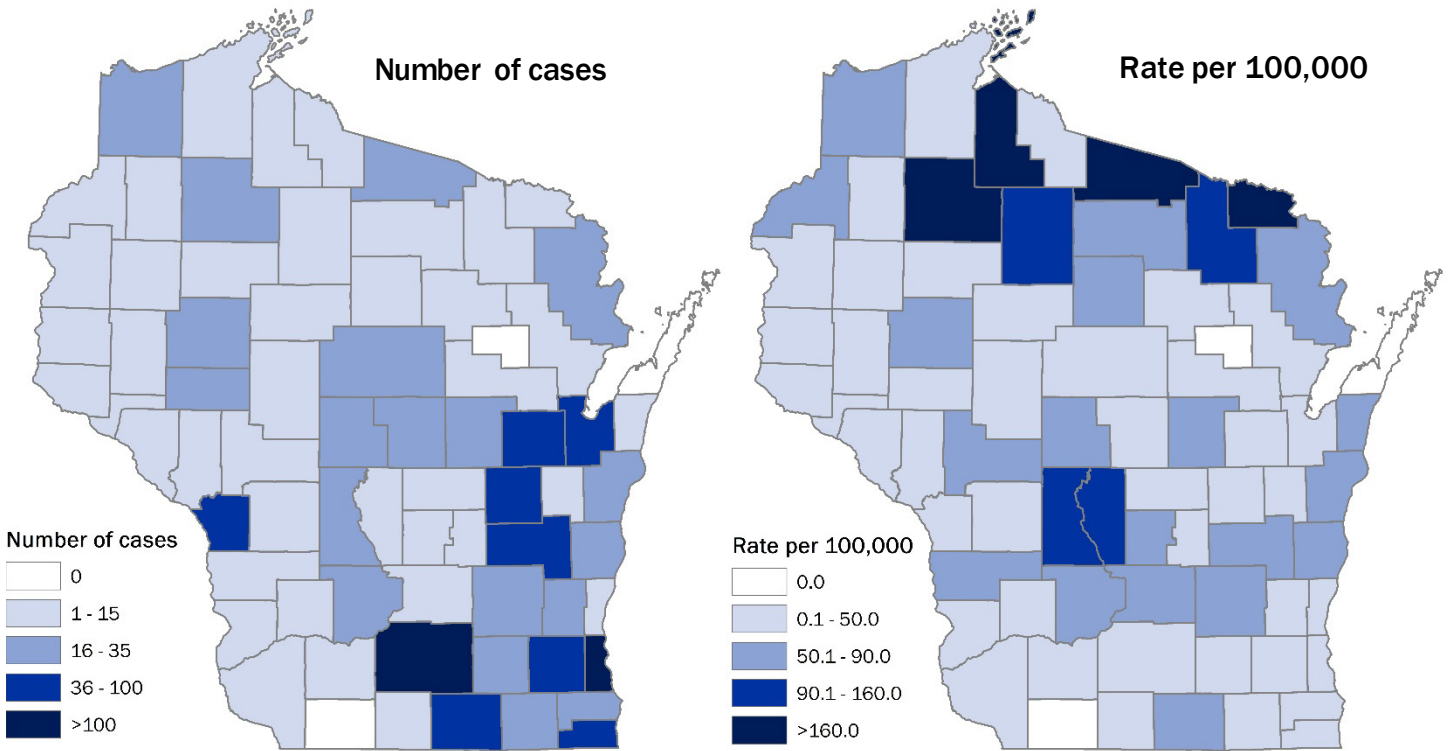 Number of cases
Rate per 100,000
Number of cases
0
1 - 15
16 - 35
36 - 100
>100
Rate per 100,000
0.0
0.1 - 50.0
50.1 - 90.0
90.1 - 160.0
>160.0